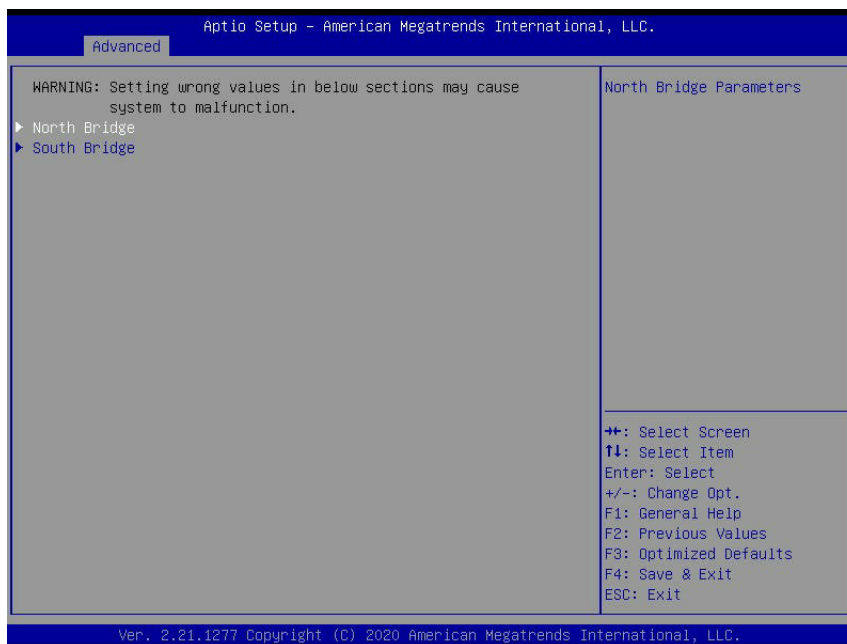 Aptio Setup – American Megatrends International, LLC.
Advanced
WARNING: Setting wrong values in below sections may cause
system to malfunction.
North Bridge
South Bridge
North Bridge Parameters
→←: Select Screen
↑↓: Select Item
Enter: Select
+/-: Change Opt.
F1: General Help
F2: Previous Values
F3: Optimized Defaults
F4: Save & Exit
ESC: Exit
Ver. 2.21.1277 Copyright (C) 2020 American Megatrends International, LLC.